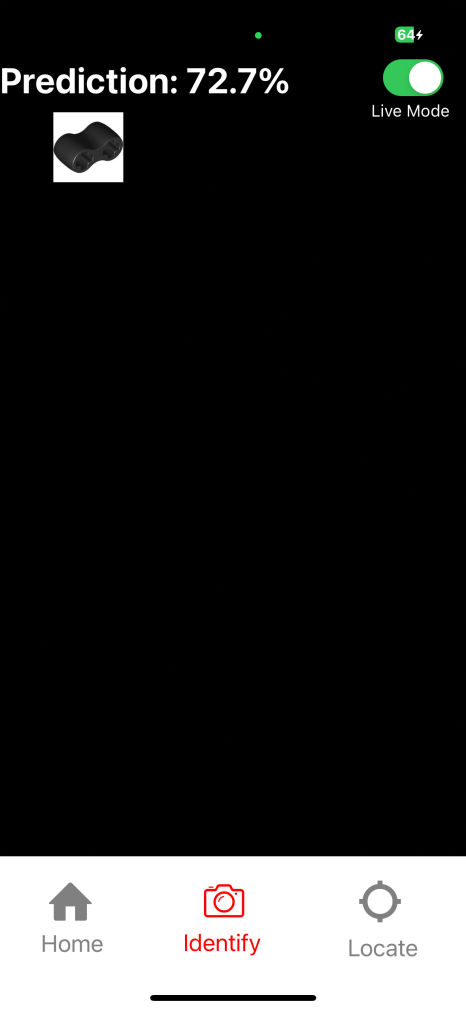 64
Prediction: 72.7%
Live Mode
Home
Identify
Locate